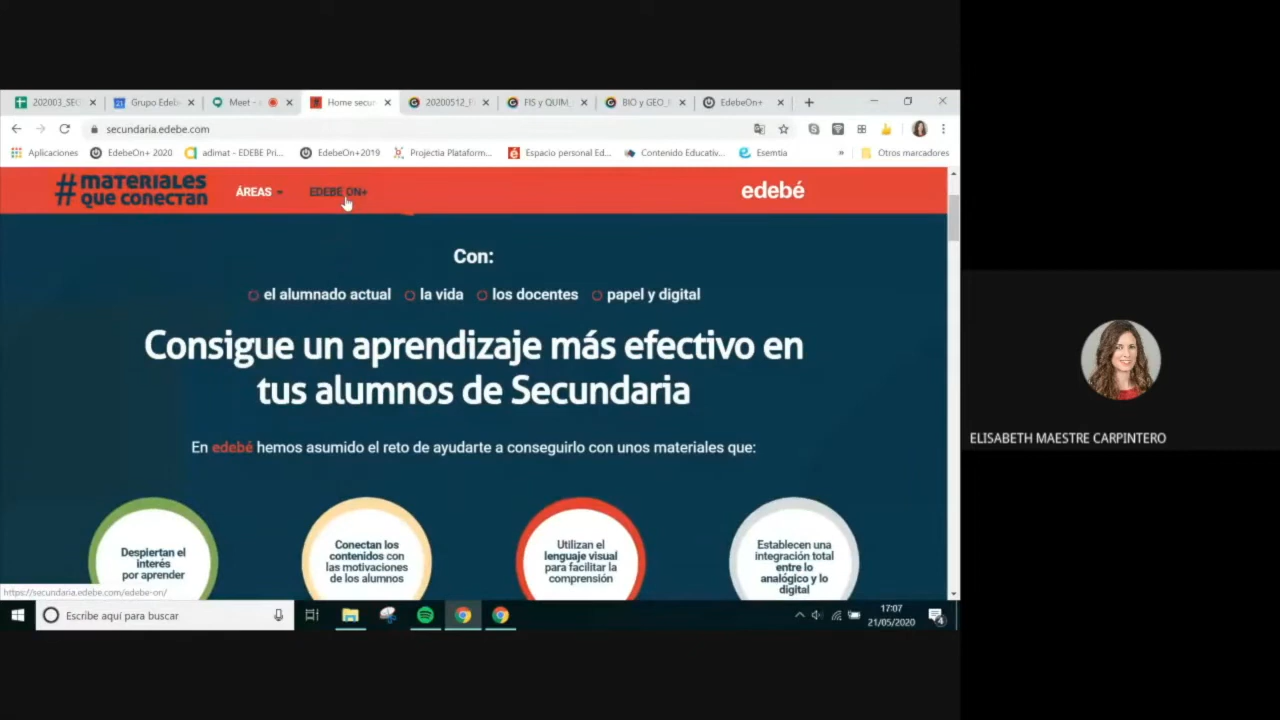 202003_SEC
Grupo Edeb
Meet -
Home secur
20200512_
FIS y QUIM_
BIO y GEO_
EdebeOn+
secundaria.edebe.com
Aplicaciones
EdebeOn+ 2020
adimat - EDEBE Pri...
EdebeOn+2019
Projectia Plataform...
Espacio personal Ed...
Contenido Educativ...
Esemtia
»
Otros marcadores
#MATERIALES
QUE CONECTAN
ÁREAS
EDEBE ON+
edebé
Con:
el alumnado actual
la vida
los docentes
papel y digital
Consigue un aprendizaje más efectivo en
tus alumnos de Secundaria
En edebé hemos asumido el reto de ayudarte a conseguirlo con unos materiales que:
Despiertan el
interés
por aprender
Conectan los
contenidos con
las motivaciones
de los alumnos
Utilizan el
lenguaje visual
para facilitar la
comprensión
Establecen una
integración total
entre lo
analógico y lo
digital
https://secundaria.edebe.com/edebe-on/
Escribe aquí para buscar
17:07
21/05/2020
4
ELISABETH MAESTRE CARPINTERO